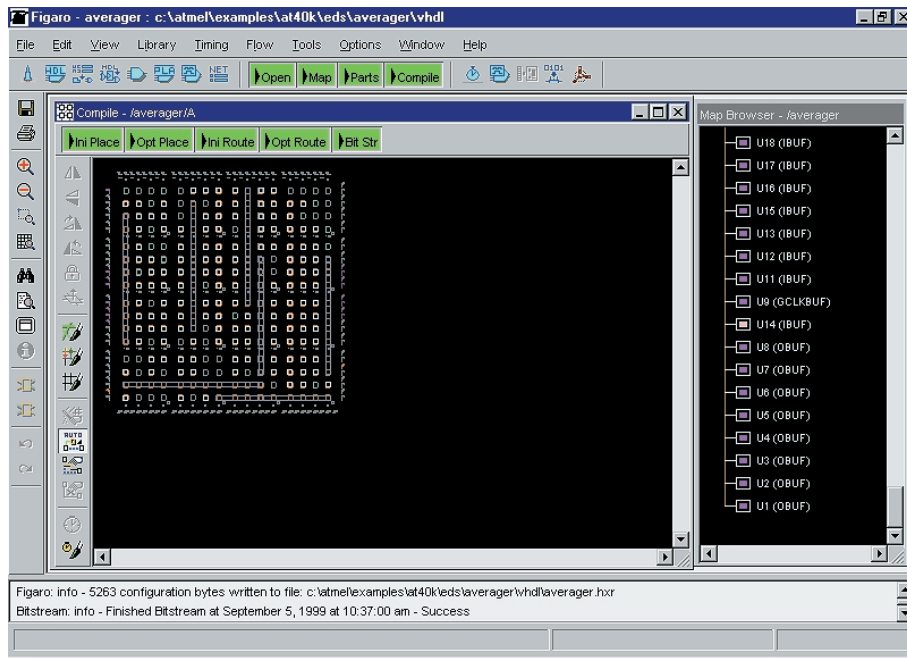 Figaro - averager : c:\atmel\examples\at40k\eds\averager\vhdl
File Edit View Library Timing Flow Tools Options Window Help
HDL PLA NET Open Map Parts Compile 0101
Compile - /averager/A
Map Browser - /averager
Ini Place Opt Place Ini Route Opt Route Bit Str
U18 (IBUF)
U17 (IBUF)
U16 (IBUF)
U15 (IBUF)
U13 (IBUF)
U12 (IBUF)
U11 (IBUF)
U9 (GCLKBUF)
U14 (IBUF)
U8 (OBUF)
U7 (OBUF)
U6 (OBUF)
U5 (OBUF)
U4 (OBUF)
U3 (OBUF)
U2 (OBUF)
U1 (OBUF)
AUTO
Figaro: info - 5263 configuration bytes written to file: c:\atmel\examples\at40k\eds\averager\vhdl\averager.hxr
Bitstream: info - Finished Bitstream at September 5, 1999 at 10:37:00 am - Success